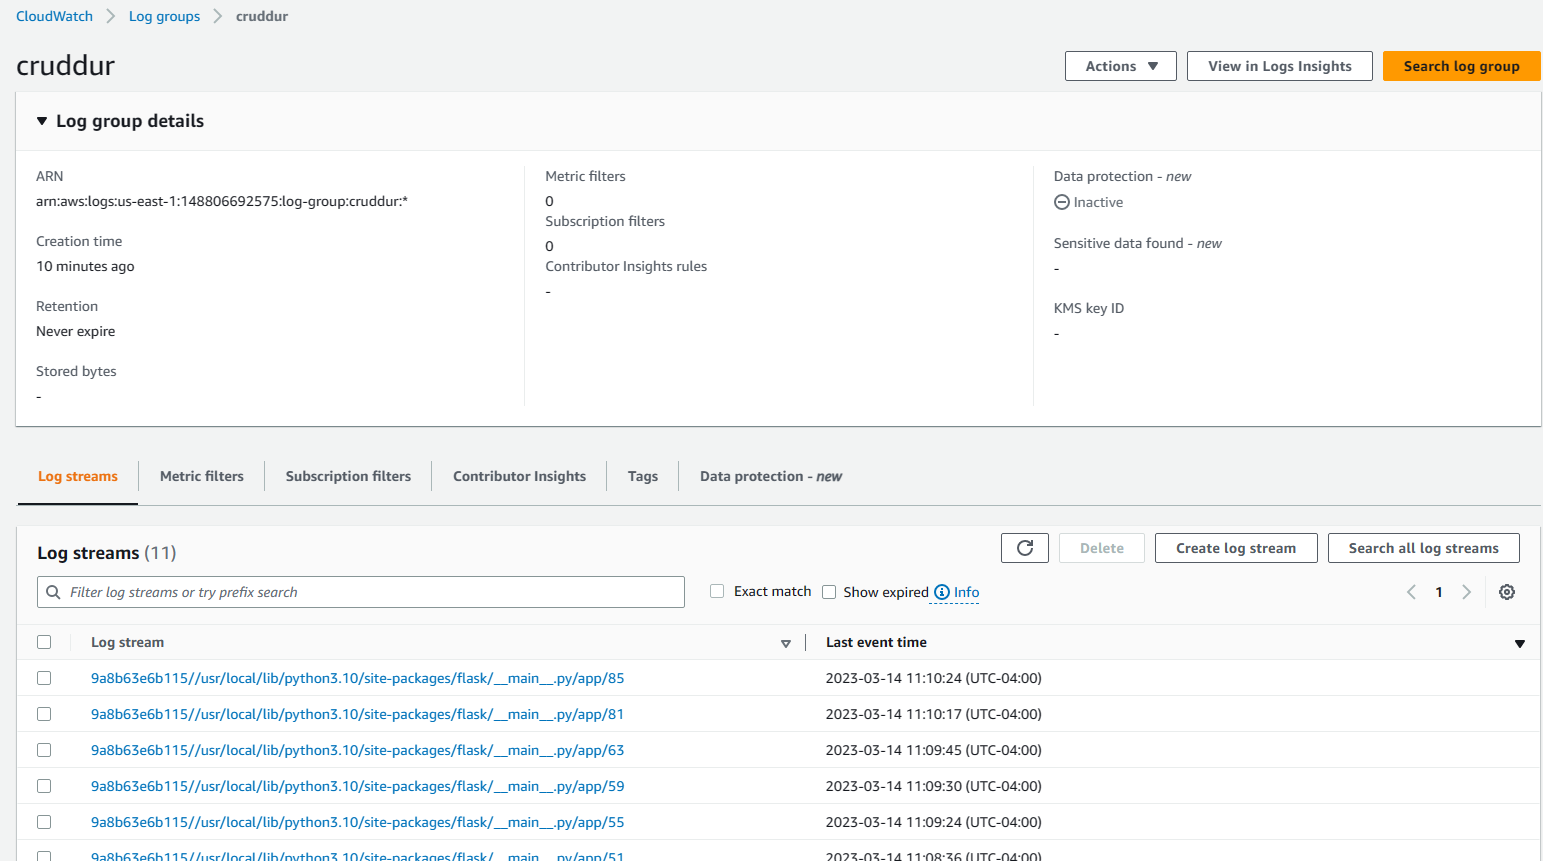 CloudWatch > Log groups > cruddur
cruddur
Actions View in Logs Insights Search log group
Log group details
ARN
arn:aws:logs:us-east-1:148806692575:log-group:cruddur:*
Creation time
10 minutes ago
Retention
Never expire
Stored bytes
-
Metric filters
0
Subscription filters
0
Contributor Insights rules
-
Data protection - new
Inactive
Sensitive data found - new
-
KMS key ID
-
Log streams Metric filters Subscription filters Contributor Insights Tags Data protection - new
Log streams (11) Delete Create log stream Search all log streams
Filter log streams or try prefix search Exact match Show expired Info 1
Log stream Last event time
9a8b63e6b115//usr/local/lib/python3.10/site-packages/flask/__main__.py/app/85 2023-03-14 11:10:24 (UTC-04:00)
9a8b63e6b115//usr/local/lib/python3.10/site-packages/flask/__main__.py/app/81 2023-03-14 11:10:17 (UTC-04:00)
9a8b63e6b115//usr/local/lib/python3.10/site-packages/flask/__main__.py/app/63 2023-03-14 11:09:45 (UTC-04:00)
9a8b63e6b115//usr/local/lib/python3.10/site-packages/flask/__main__.py/app/59 2023-03-14 11:09:30 (UTC-04:00)
9a8b63e6b115//usr/local/lib/python3.10/site-packages/flask/__main__.py/app/55 2023-03-14 11:09:24 (UTC-04:00)
9a8b63e6b115//usr/local/lib/python3.10/site-packages/flask/__main__.py/app/51 2023-03-14 11:08:36 (UTC-04:00)